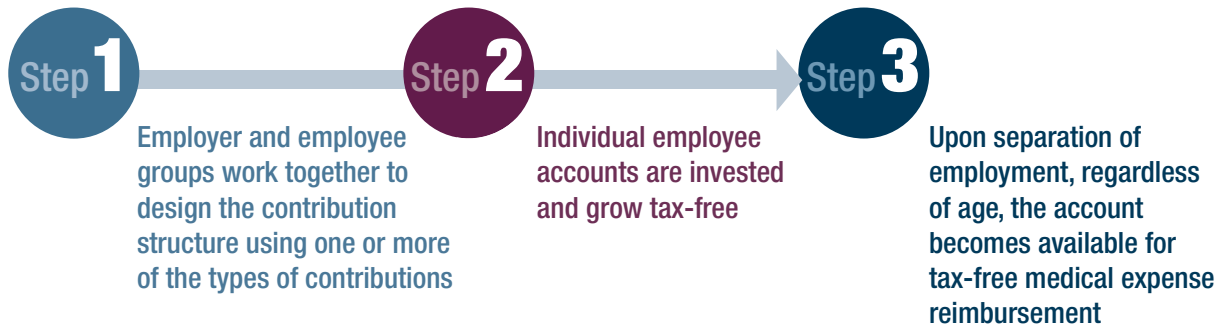 Step 1
Employer and employee
groups work together to
design the contribution
structure using one or more
of the types of contributions
Step 2
Individual employee
accounts are invested
and grow tax-free
Step 3
Upon separation of
employment, regardless
of age, the account
becomes available for
tax-free medical expense
reimbursement